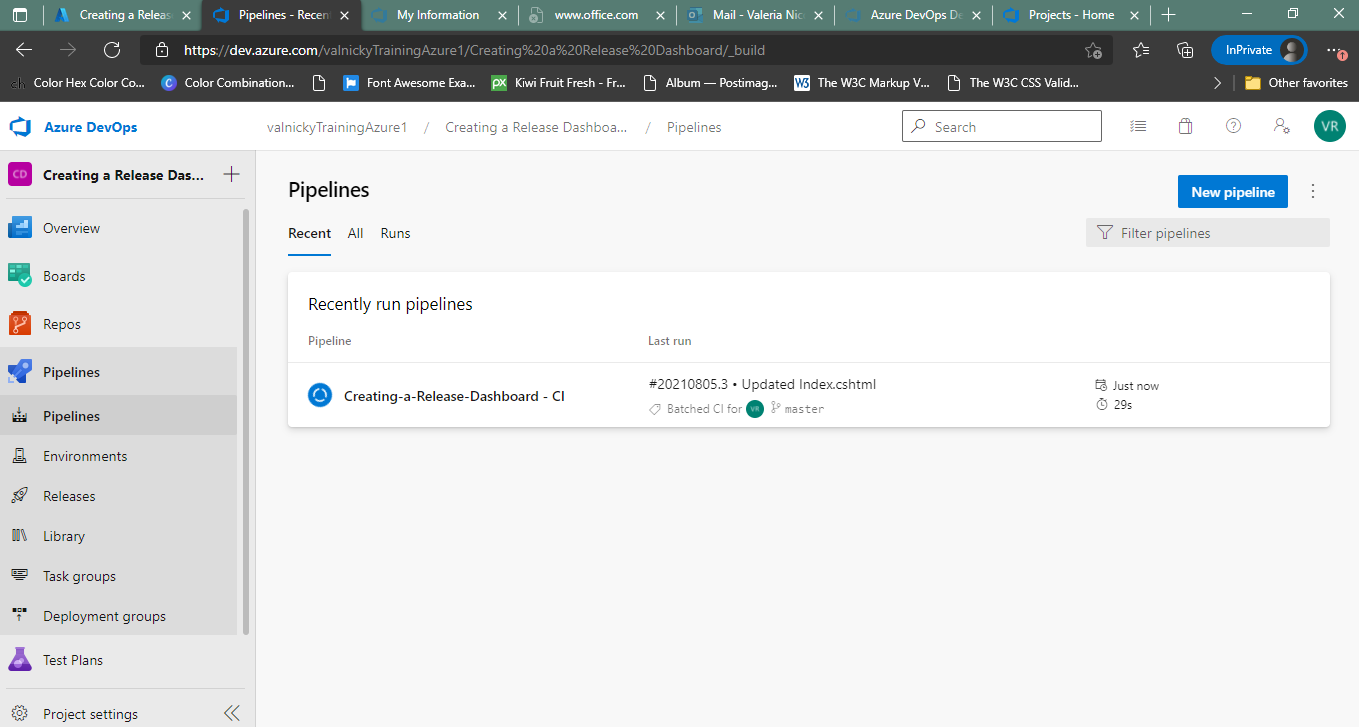 Creating a Releas
Pipelines - Recen
My Information
www.office.com
Mail - Valeria Nic
Azure DevOps De
Projects - Home
https://dev.azure.com/valnickyTrainingAzure1/Creating%20a%20Release%20Dashboard/_build
InPrivate
ch Color Hex Color Co...
C Color Combination...
Font Awesome Exa...
px Kiwi Fruit Fresh - Fr...
Album — Postimag...
W3 The W3C Markup V...
The W3C CSS Valid...
Other favorites
Azure DevOps
valnickyTrainingAzure1 / Creating a Release Dashboa... / Pipelines
Search
VR
CD Creating a Release Das...
Overview
Boards
Repos
Pipelines
Pipelines
Environments
Releases
Library
Task groups
Deployment groups
Test Plans
Project settings
Pipelines
New pipeline
Recent All Runs
Filter pipelines
Recently run pipelines
Pipeline Last run
Creating-a-Release-Dashboard - CI
#20210805.3 • Updated Index.cshtml
Batched CI for VR master
Just now
29s